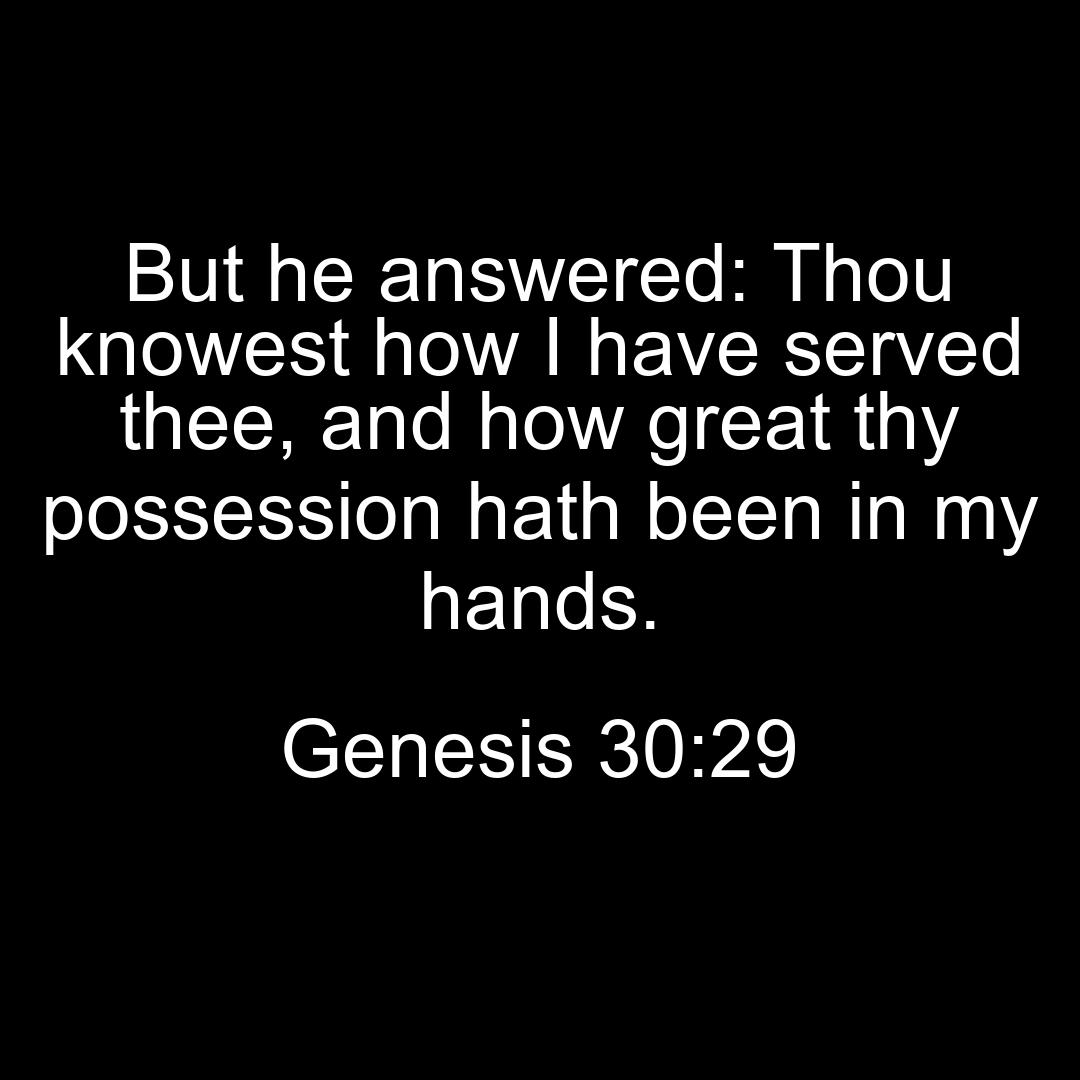 But he answered: Thou
knowest how I have served
thee, and how great thy
possession hath been in my
hands.
Genesis 30:29